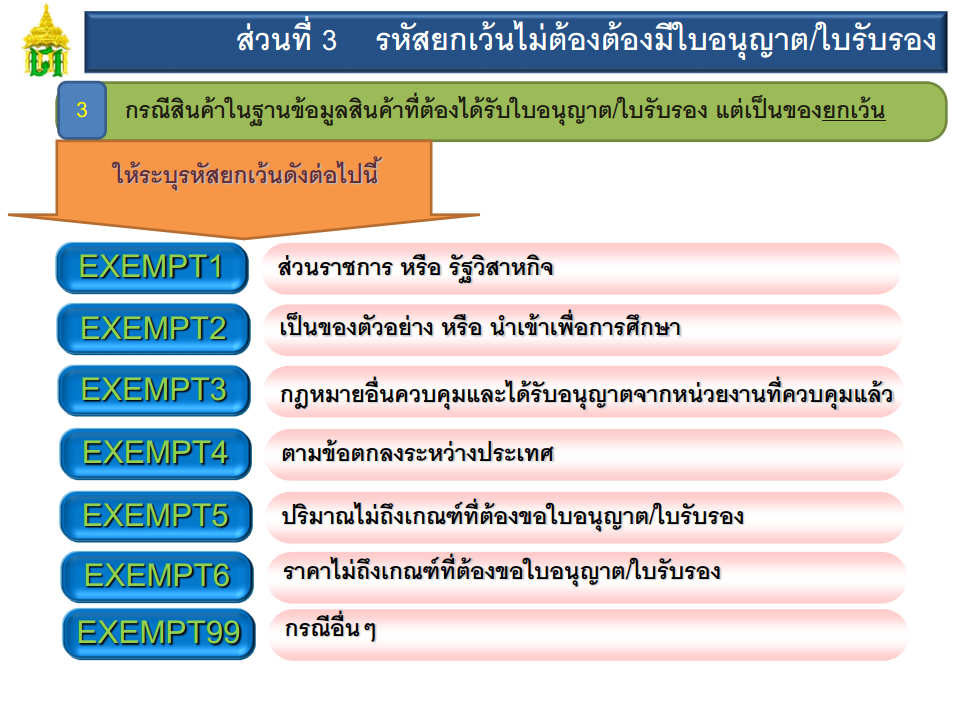 ส่วนที่ 3 รหัสยกเว้นไม่ต้องต้องมีใบอนุญาต/ใบรับรอง
3 กรณีสินค้าในฐานข้อมูลสินค้าที่ต้องได้รับใบอนุญาต/ใบรับรอง แต่เป็นของยกเว้น
ให้ระบุรหัสยกเว้นดังต่อไปนี้
EXEMPT1 ส่วนราชการ หรือ รัฐวิสาหกิจ
EXEMPT2 เป็นของตัวอย่าง หรือ นำเข้าเพื่อการศึกษา
EXEMPT3 กฎหมายอื่นควบคุมและได้รับอนุญาตจากหน่วยงานที่ควบคุมแล้ว
EXEMPT4 ตามข้อตกลงระหว่างประเทศ
EXEMPT5 ปริมาณไม่ถึงเกณฑ์ที่ต้องขอใบอนุญาต/ใบรับรอง
EXEMPT6 ราคาไม่ถึงเกณฑ์ที่ต้องขอใบอนุญาต/ใบรับรอง
EXEMPT99 กรณีอื่นๆ